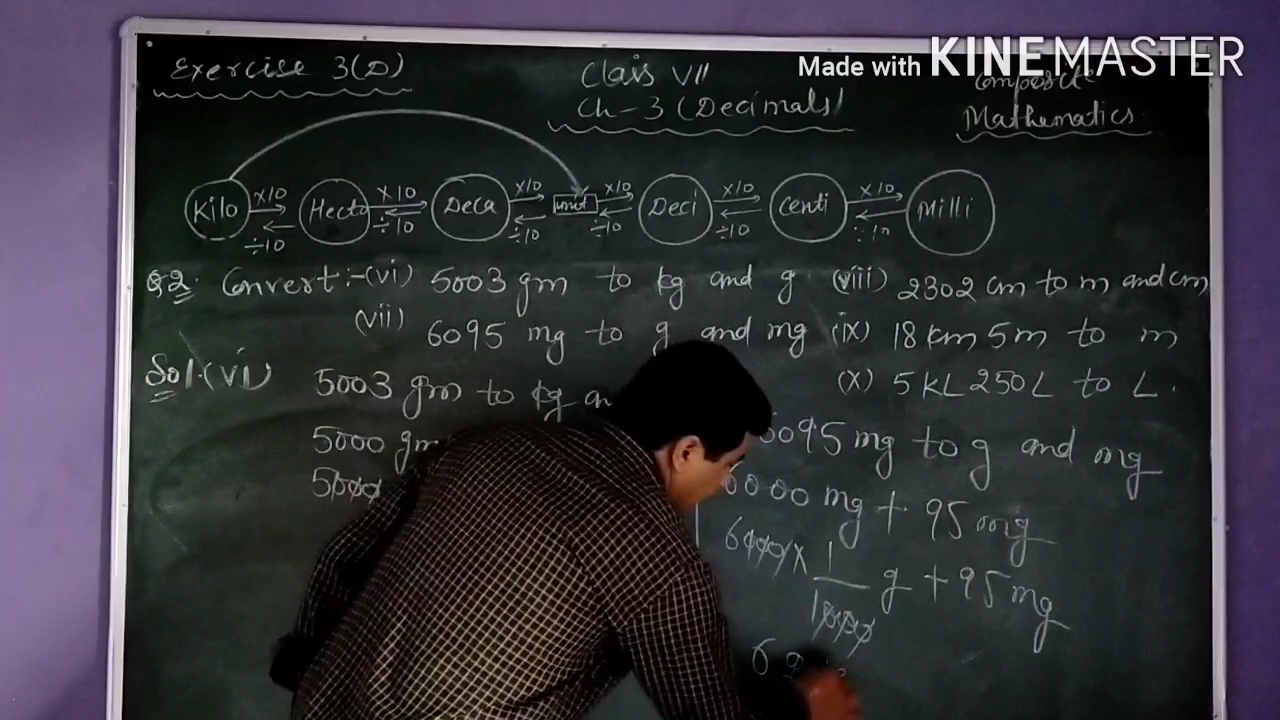 Made with KINEMASTER
Exercise 3(D)
Class VII
Ch-3 (Decimals)
Composite
Mathematics
Kilo ×10 ÷10 Hecto ×10 ÷10 Deca ×10 ÷10 unit ×10 ÷10 Deci ×10 ÷10 Centi ×10 ÷10 Milli
Q2. Convert:-(vi) 5003 gm to kg and g (viii) 2302 cm to m and cm
(vii) 6095 mg to g and mg (ix) 18 km 5m to m
(x) 5 KL 250L to L.
Sol.(vi) 5003 gm to kg
5000 gm
5000
6095 mg to g and mg
6000 mg + 95 mg
6000 × 1/1000 g + 95 mg
6